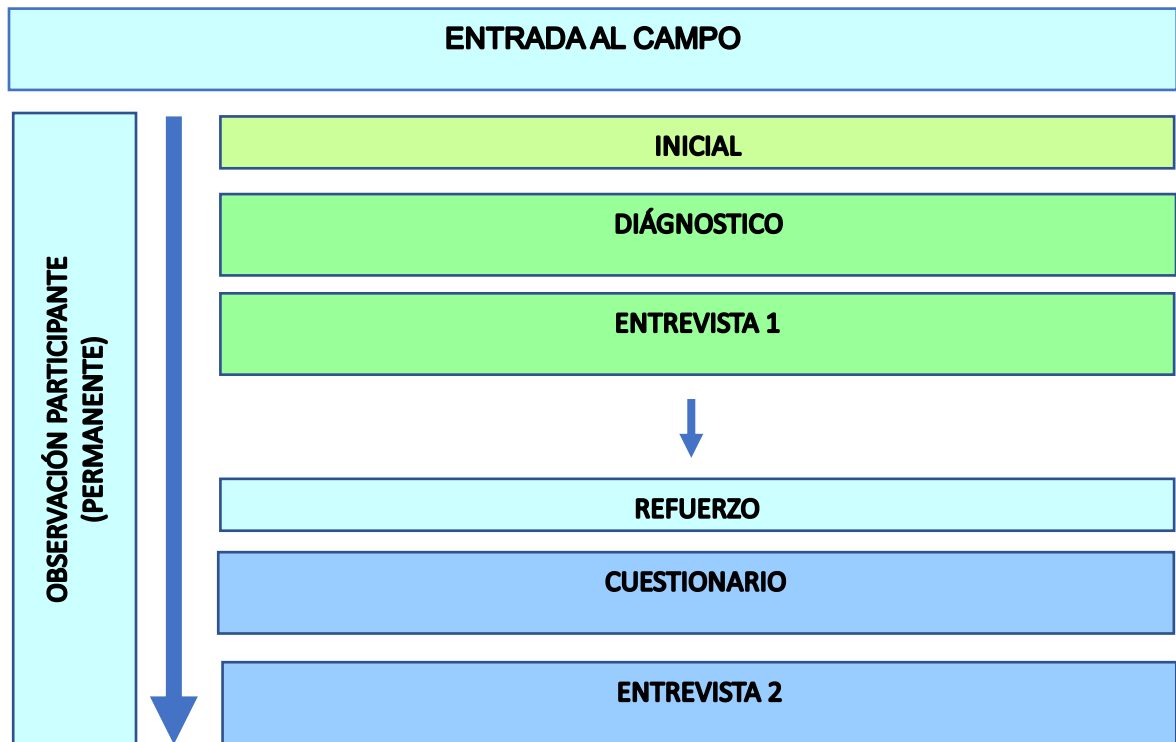 ENTRADA AL CAMPO
OBSERVACIÓN PARTICIPANTE
(PERMANENTE)
INICIAL
DIÁGNOSTICO
ENTREVISTA 1
REFUERZO
CUESTIONARIO
ENTREVISTA 2